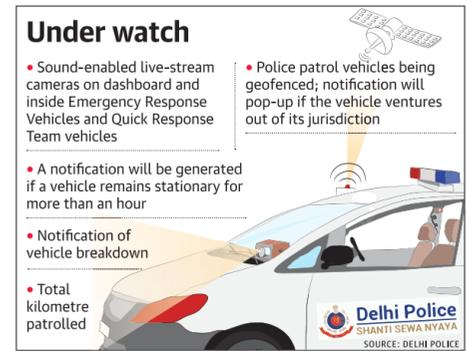 Under watch
• Sound-enabled live-stream
cameras on dashboard and
inside Emergency Response
Vehicles and Quick Response
Team vehicles
• Police patrol vehicles being
geofenced; notification will
pop-up if the vehicle ventures
out of its jurisdiction
• A notification will be generated
if a vehicle remains stationary for
more than an hour
• Notification of
vehicle breakdown
• Total
kilometre
patrolled
Delhi Police
SHANTI SEWA NYAYA
SOURCE: DELHI POLICE